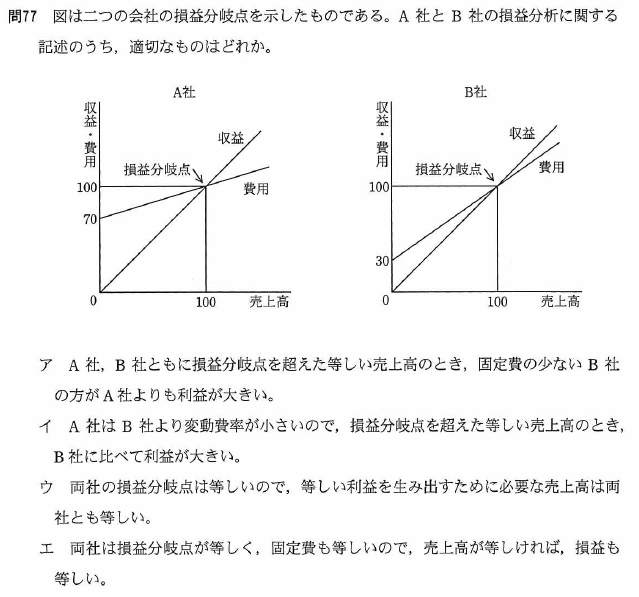 問77 図は二つの会社の損益分岐点を示したものである。A 社と B 社の損益分析に関する
記述のうち，適切なものはどれか。
A社
収益・費用
収益
損益分岐点
費用
100
70
0
100
売上高
B社
収益・費用
収益
損益分岐点
費用
100
30
0
100
売上高
ア A 社，B 社ともに損益分岐点を超えた等しい売上高のとき，固定費の少ない B 社
の方が A 社よりも利益が大きい。
イ A 社は B 社より変動費率が小さいので，損益分岐点を超えた等しい売上高のとき，
B 社に比べて利益が大きい。
ウ 両社の損益分岐点は等しいので，等しい利益を生み出すために必要な売上高は両
社とも等しい。
エ 両社は損益分岐点が等しく，固定費も等しいので，売上高が等しければ，損益も
等しい。